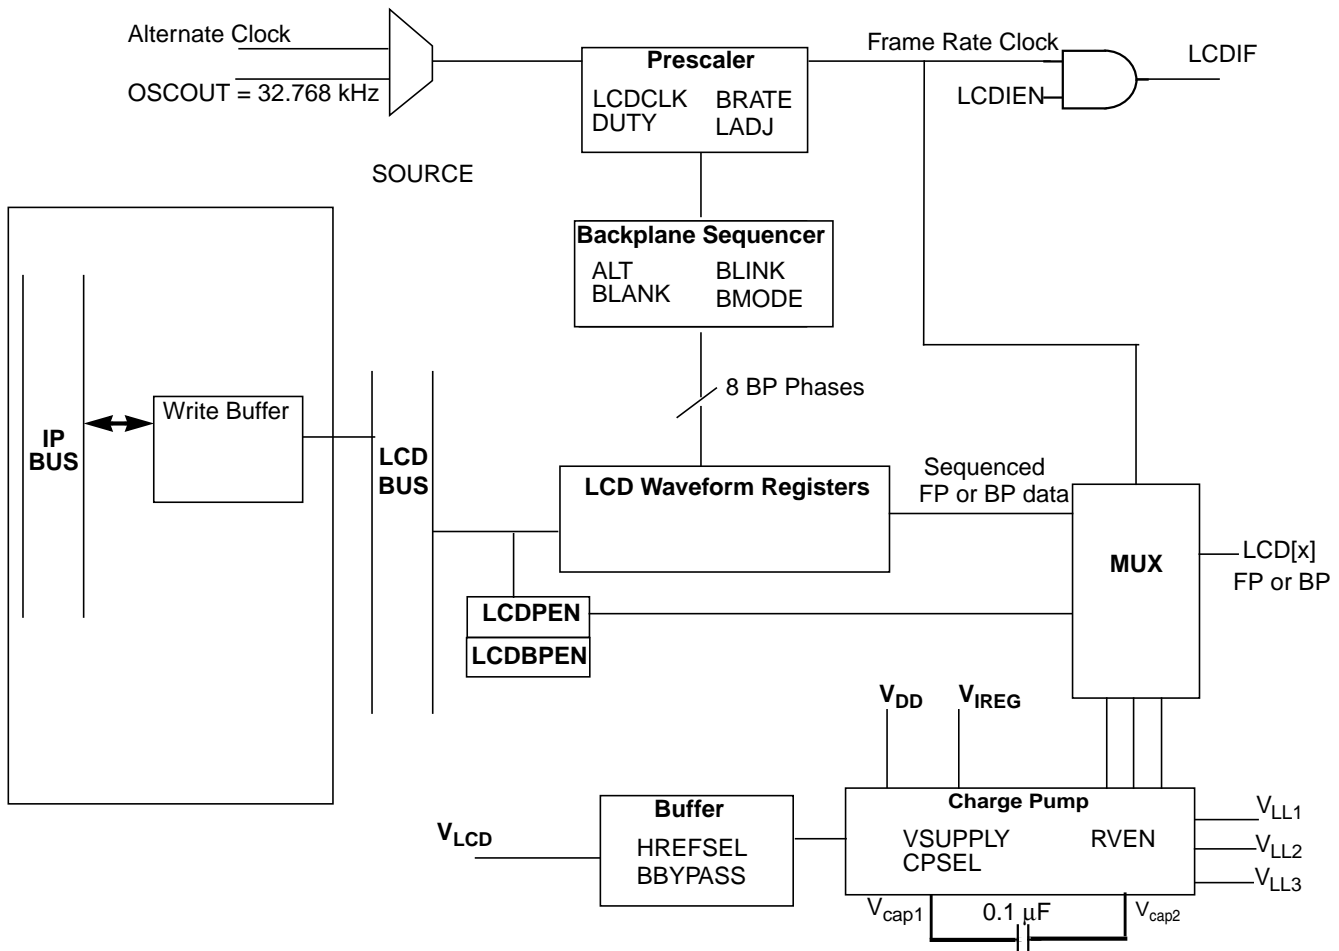 Alternate Clock
OSCOUT = 32.768 kHz
SOURCE
Prescaler
LCDCLK BRATE
DUTY LADJ
Frame Rate Clock
LCDIEN
LCDIF
Backplane Sequencer
ALT BLINK
BLANK BMODE
8 BP Phases
IP
BUS
Write Buffer
LCD
BUS
LCD Waveform Registers
Sequenced
FP or BP data
MUX
LCD[x]
FP or BP
LCDPEN
LCDBPEN
VDD
VIREG
VLCD
Buffer
HREFSEL
BBYPASS
Charge Pump
VSUPPLY RVEN
CPSEL
VLL1
VLL2
VLL3
Vcap1 0.1 μF Vcap2